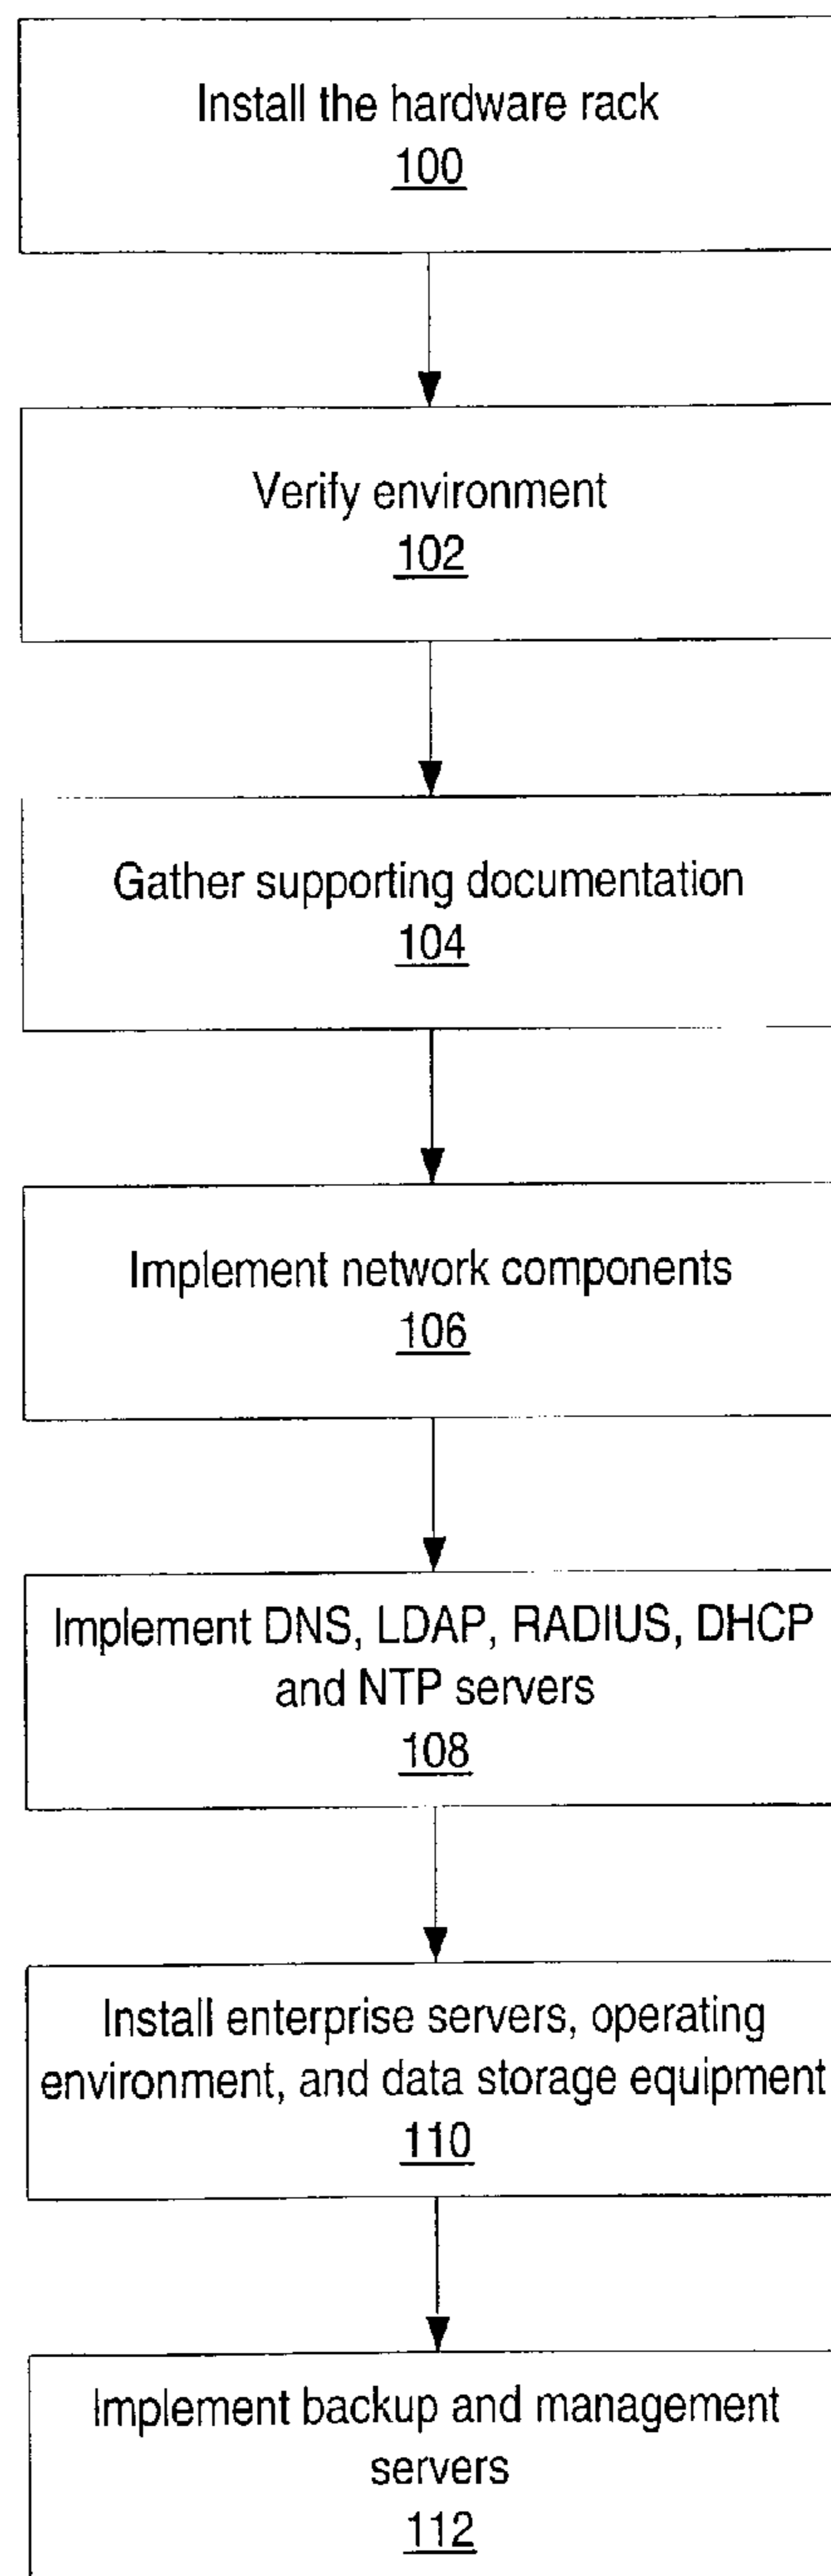 Install the hardware rack
100
Verify environment
102
Gather supporting documentation
104
Implement network components
106
Implement DNS, LDAP, RADIUS, DHCP
and NTP servers
108
Install enterprise servers, operating
environment, and data storage equipment
110
Implement backup and management
servers
112